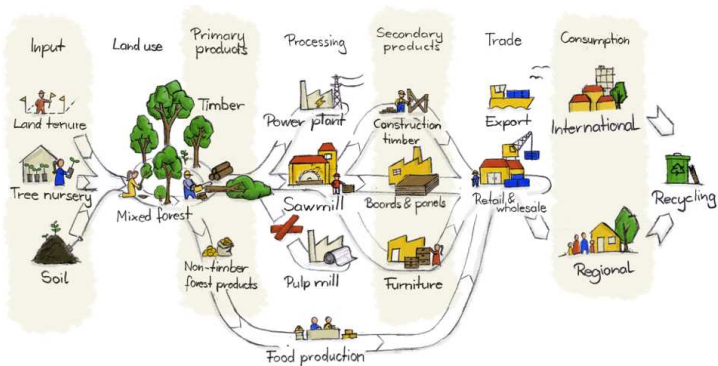 Input
Land use
Primary
products
Processing
Secondary
products
Trade
Consumption
Land tenure
Tree nursery
Soil
Mixed forest
Timber
Non-timber
forest products
Power plant
Sawmill
Pulp mill
Food production
Construction
timber
Boards & panels
Furniture
Export
Retail &
wholesale
International
Regional
Recycling